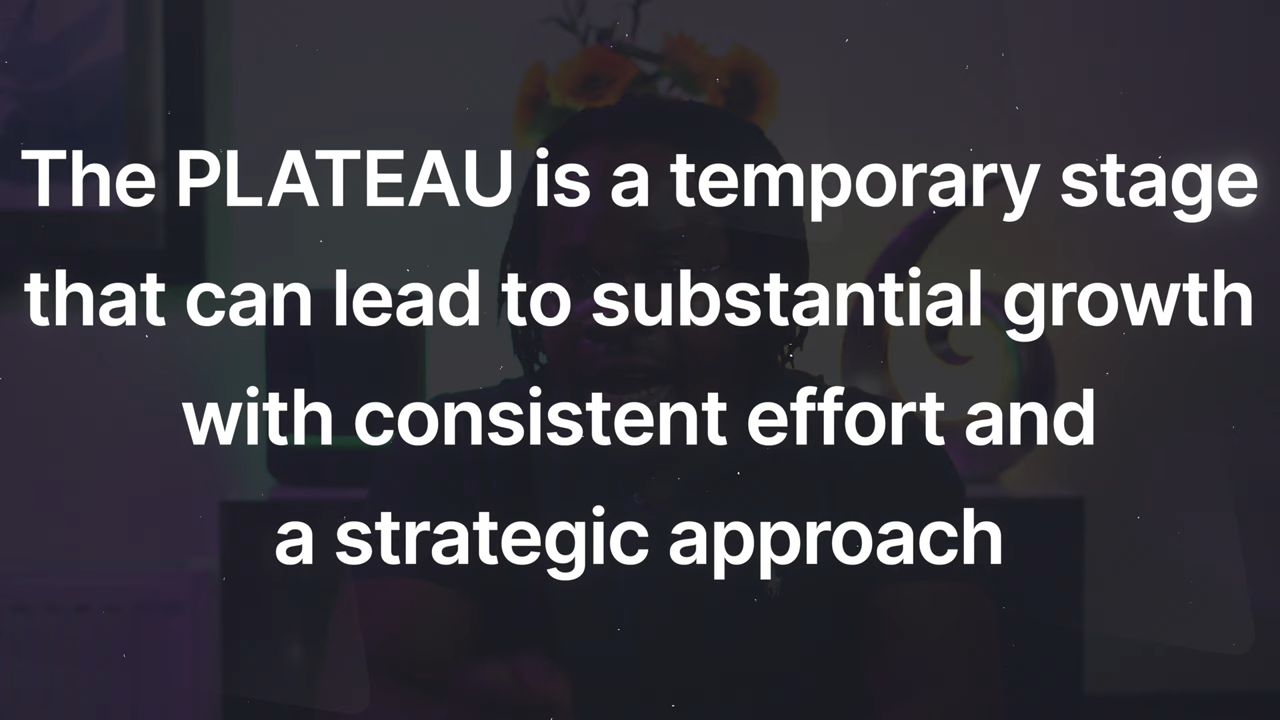 The PLATEAU is a temporary stage
that can lead to substantial growth
with consistent effort and
a strategic approach